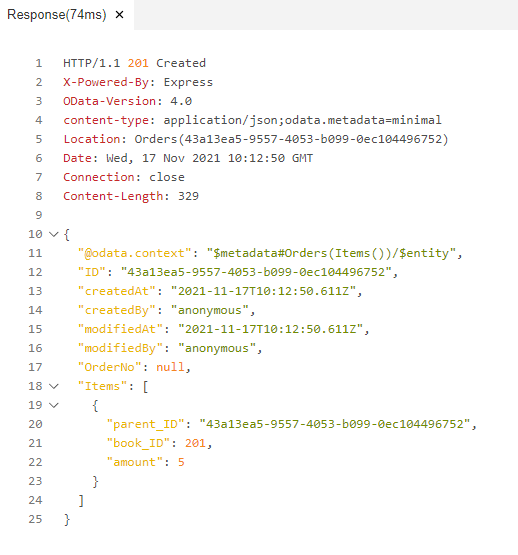 Response(74ms) ×
1 HTTP/1.1 201 Created
2 X-Powered-By: Express
3 OData-Version: 4.0
4 content-type: application/json;odata.metadata=minimal
5 Location: Orders(43a13ea5-9557-4053-b099-0ec104496752)
6 Date: Wed, 17 Nov 2021 10:12:50 GMT
7 Connection: close
8 Content-Length: 329
9
10 {
11 "@odata.context": "$metadata#Orders(Items())/$entity",
12 "ID": "43a13ea5-9557-4053-b099-0ec104496752",
13 "createdAt": "2021-11-17T10:12:50.611Z",
14 "createdBy": "anonymous",
15 "modifiedAt": "2021-11-17T10:12:50.611Z",
16 "modifiedBy": "anonymous",
17 "OrderNo": null,
18 "Items": [
19 {
20 "parent_ID": "43a13ea5-9557-4053-b099-0ec104496752",
21 "book_ID": 201,
22 "amount": 5
23 }
24 ]
25 }